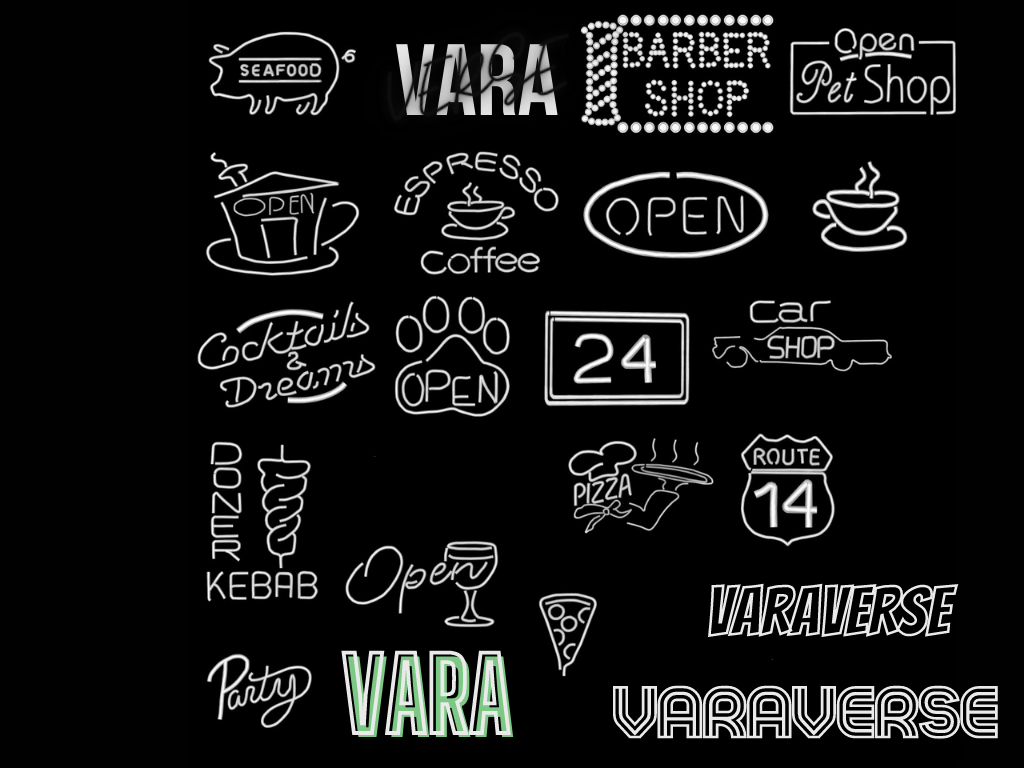 SEAFOOD
VARA
VERSE
BARBER
SHOP
Open
Pet Shop
OPEN
ESPRESSO
Coffee
OPEN
Cocktails
&
Dreams
OPEN
24
Car
SHOP
DONER
KEBAB
PIZZA
ROUTE
14
Open
VARAVERSE
Party
VARA
VARAVERSE